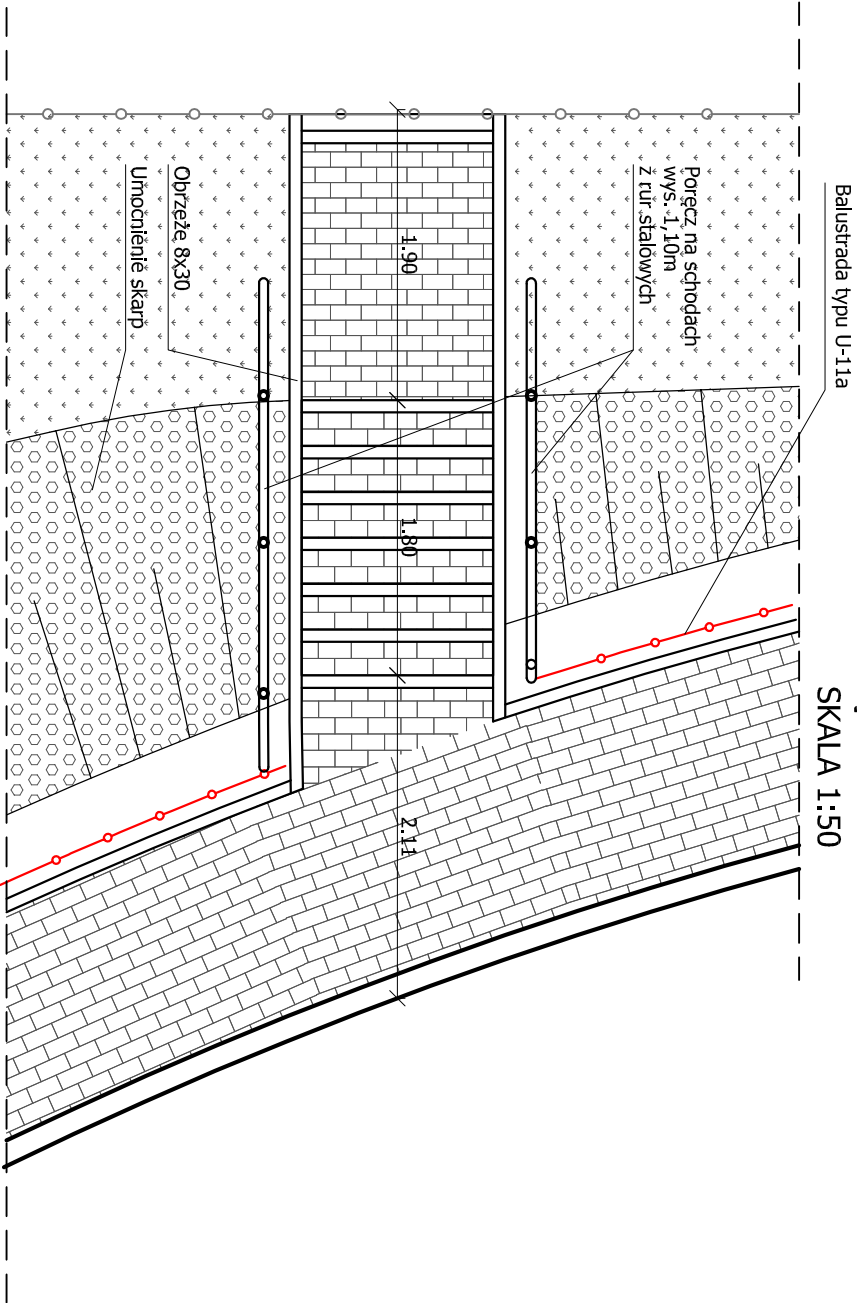 SKALA 1:50
Balustrada typu U-11a
Poręcz na schodach
wys. 1,10m
z rur stalowych
1.90
1.80
2.11
Obrzeże 8x30
Umocnienie skarp